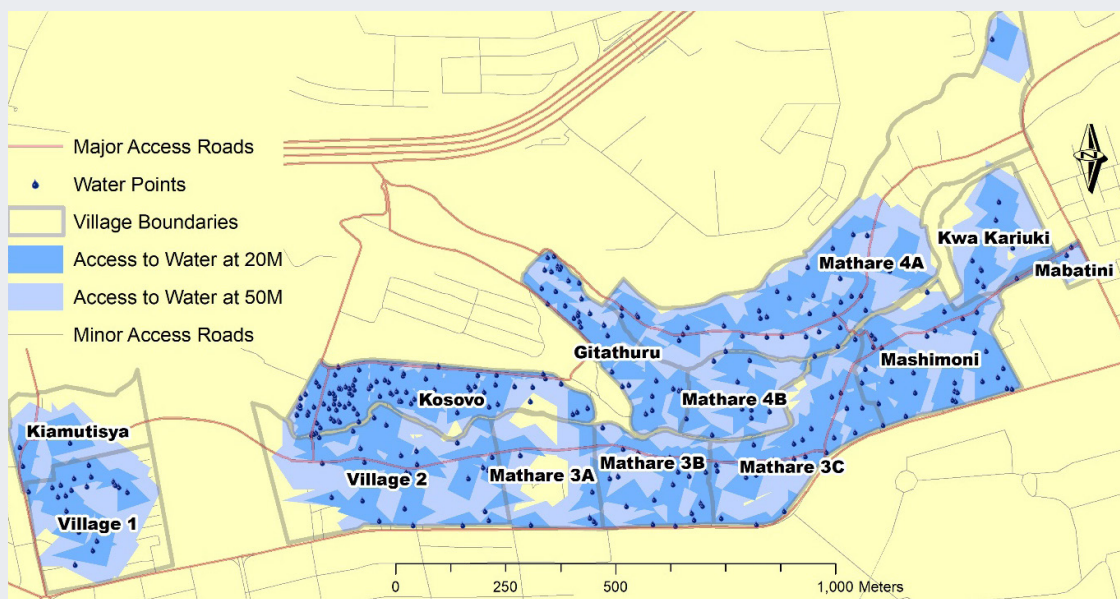 Major Access Roads
Water Points
Village Boundaries
Access to Water at 20M
Access to Water at 50M
Minor Access Roads
N
Mathare 4A
Kwa Kariuki
Mabatini
Gitathuru
Mashimoni
Kosovo
Mathare 4B
Kiamutisya
Village 2
Mathare 3A
Mathare 3B
Mathare 3C
Village 1
0 250 500 1,000 Meters